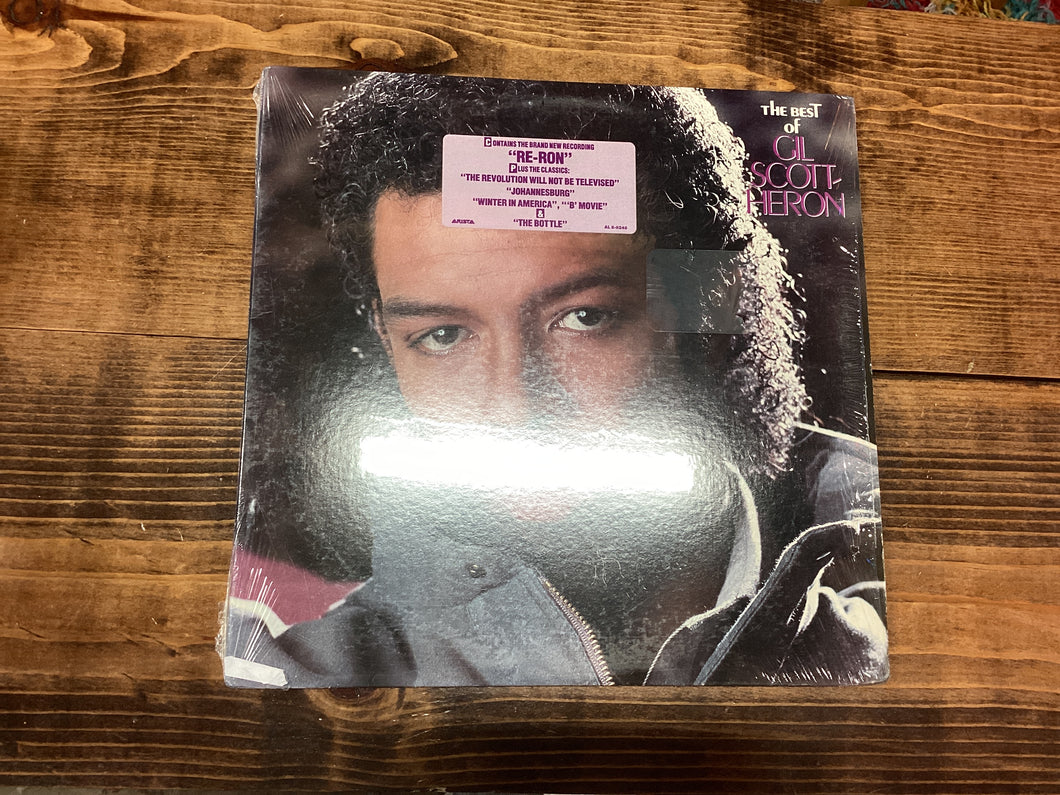 THE BEST
of
GIL
SCOTT-
HERON
CONTAINS THE BRAND NEW RECORDING
“RE-RON”
PLUS THE CLASSICS:
“THE REVOLUTION WILL NOT BE TELEVISED”
“JOHANNESBURG”
“WINTER IN AMERICA”, “‘B’ MOVIE”
&
“THE BOTTLE”
ARISTA
AL 8-8248